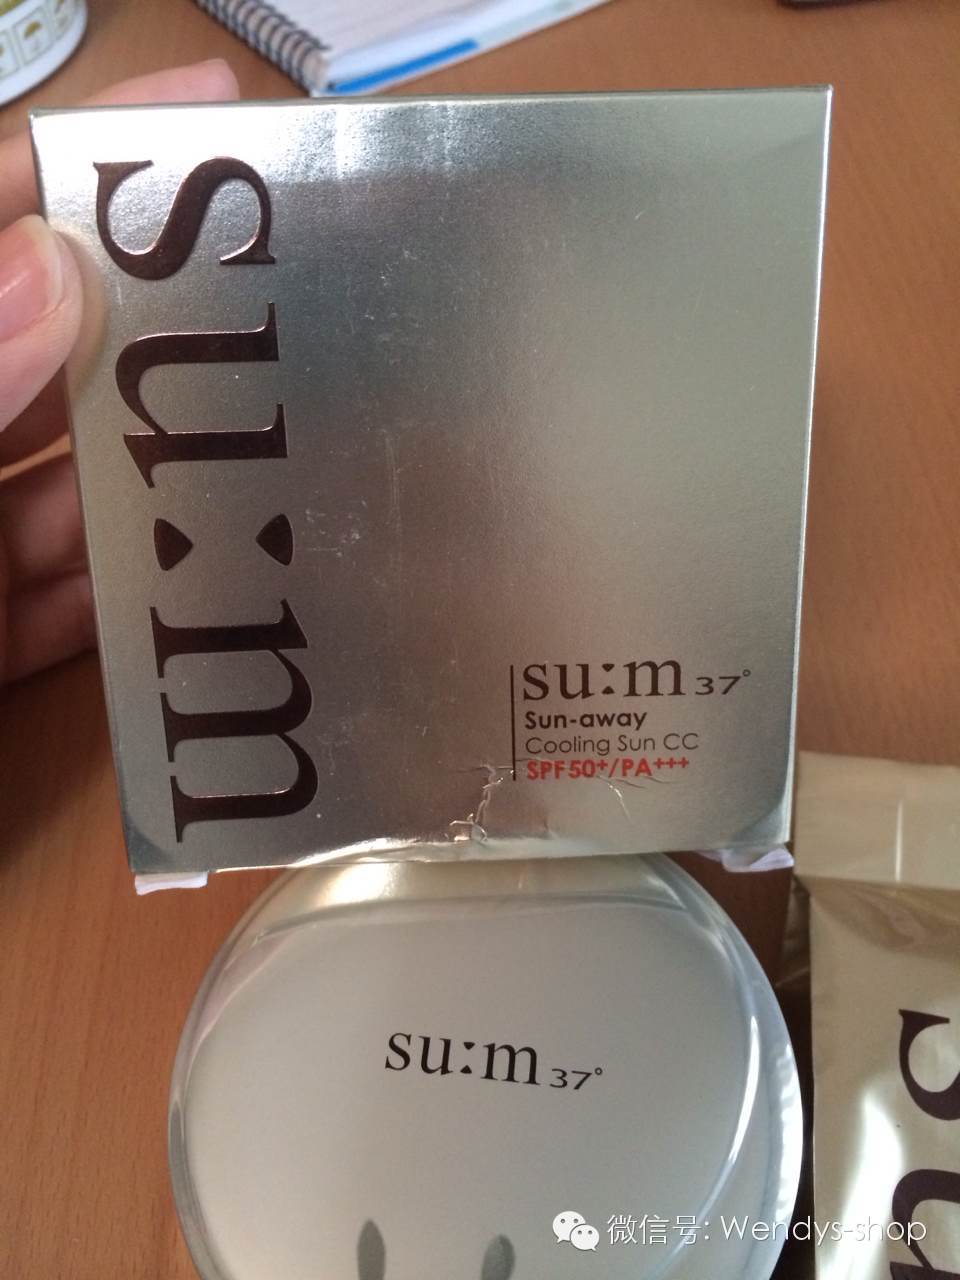 su:m
su:m 37°
Sun-away
Cooling Sun CC
SPF50+/PA+++
su:m 37°
s
微信号: Wendys-shop